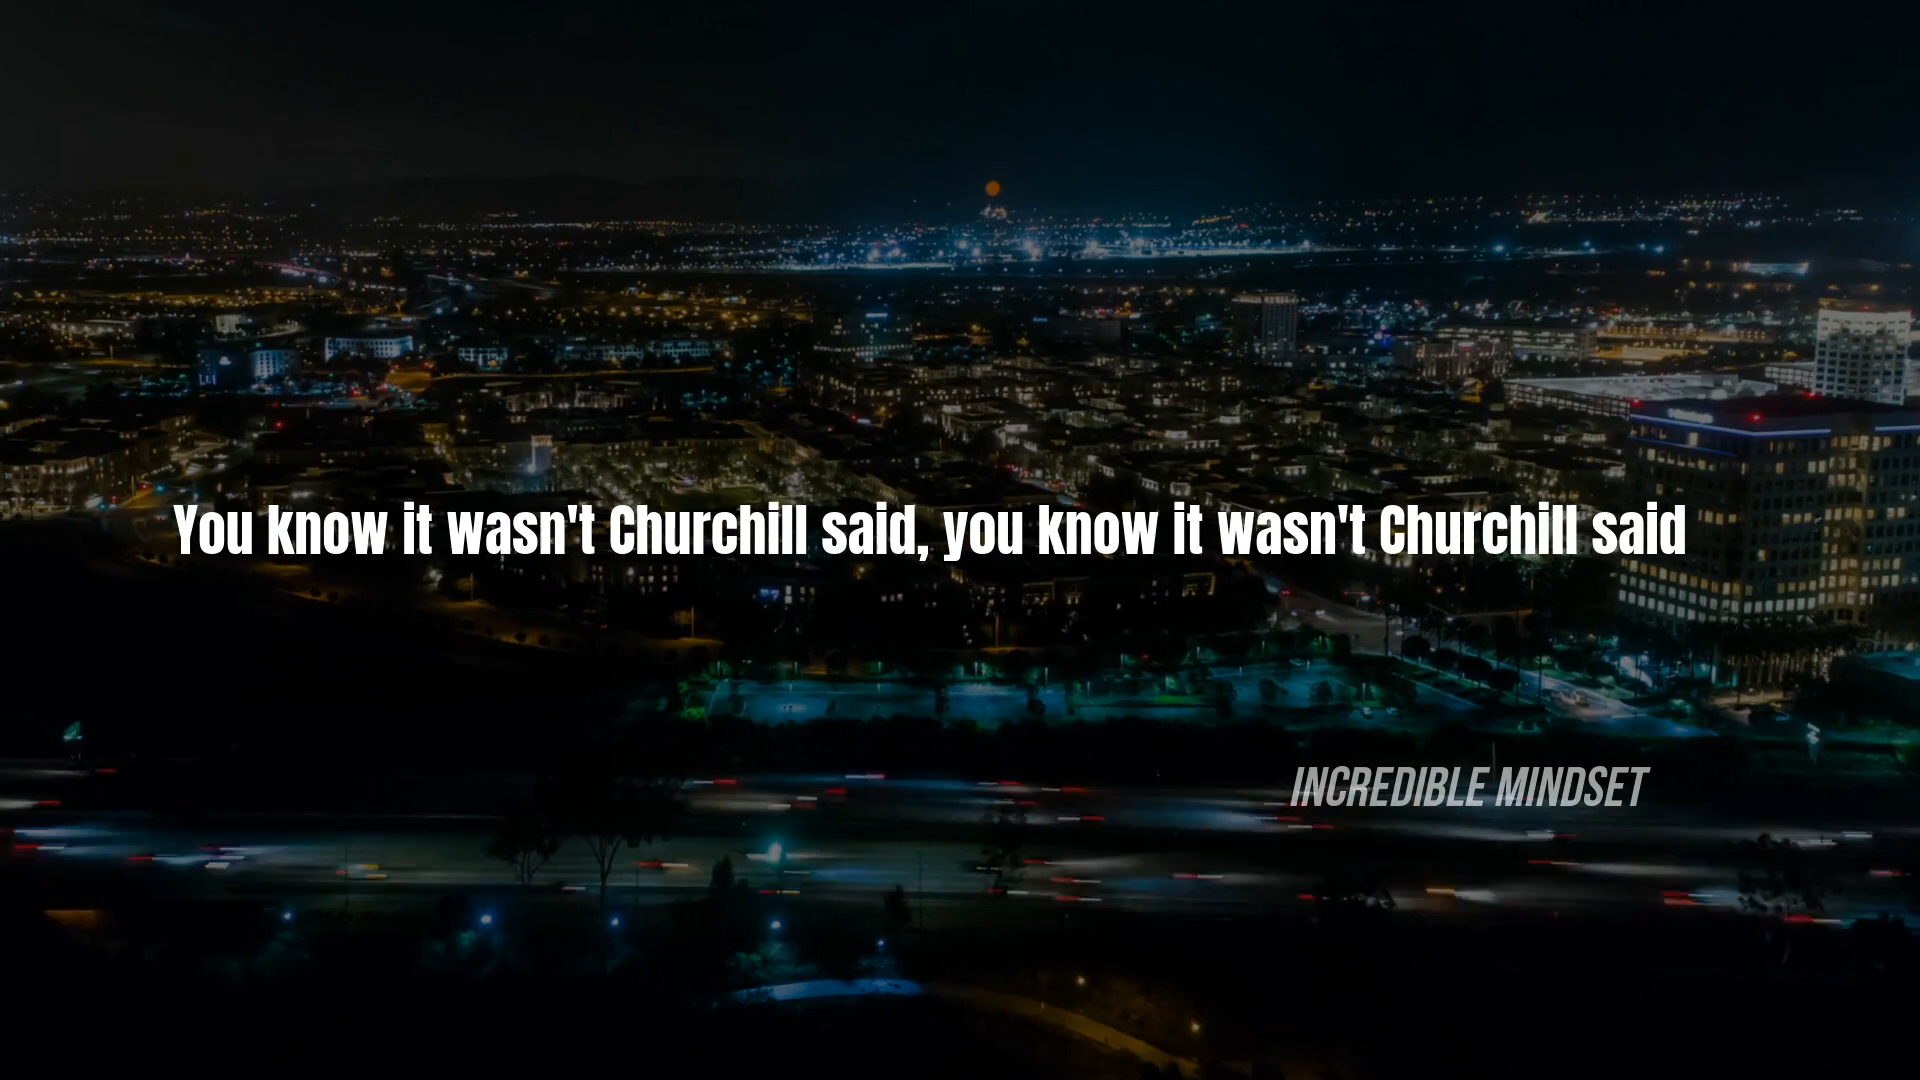 You know it wasn't Churchill said, you know it wasn't Churchill said
INCREDIBLE MINDSET